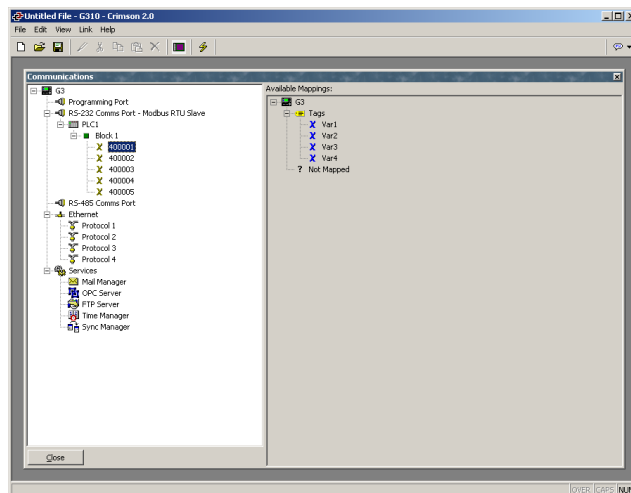 Untitled File - G310 - Crimson 2.0
File Edit View Link Help
Communications
G3
Programming Port
RS-232 Comms Port - Modbus RTU Slave
PLC1
Block 1
400001
400002
400003
400004
400005
RS-485 Comms Port
Ethernet
Protocol 1
Protocol 2
Protocol 3
Protocol 4
Services
Mail Manager
OPC Server
FTP Server
Time Manager
Sync Manager
Close
Available Mappings:
G3
Tags
Var1
Var2
Var3
Var4
? Not Mapped
OVER CAPS NUM